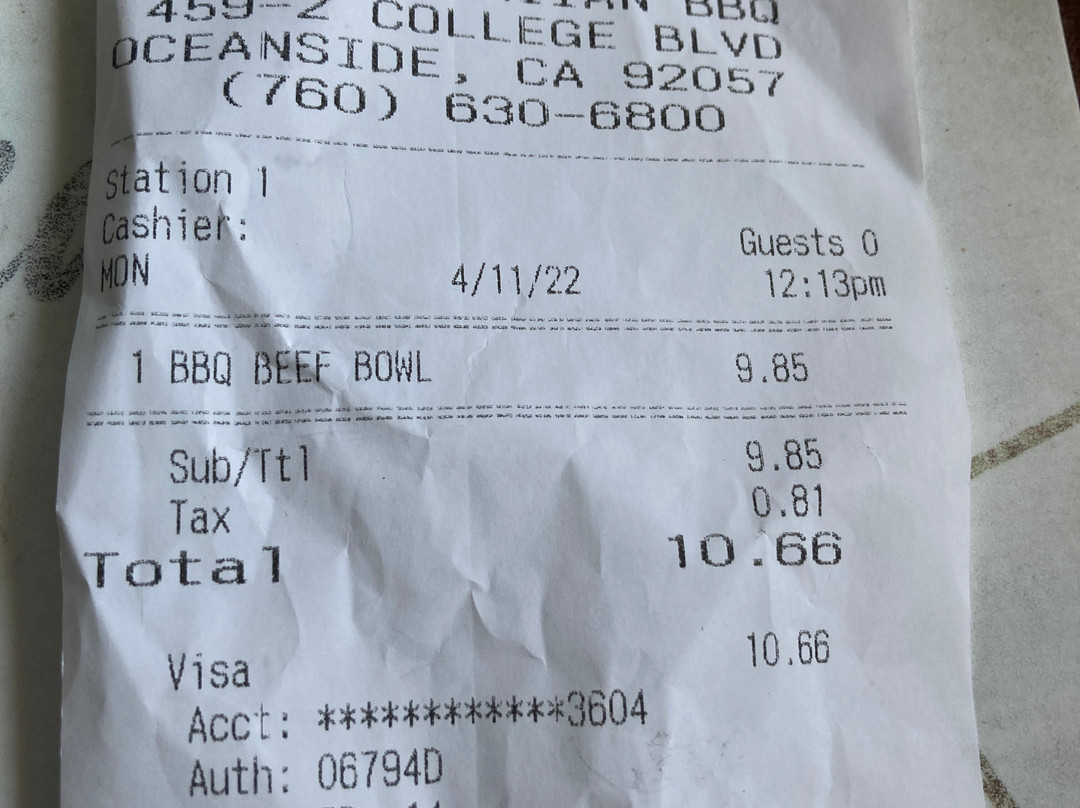 BBQ
459-2 COLLEGE BLVD
OCEANSIDE, CA 92057
(760) 630-6800
Station 1
Cashier:
Guests 0
MON 4/11/22 12:13pm
1 BBQ BEEF BOWL 9.85
Sub/Ttl 9.85
Tax 0.81
Total 10.66
Visa 10.66
Acct: ************3604
Auth: 06794D